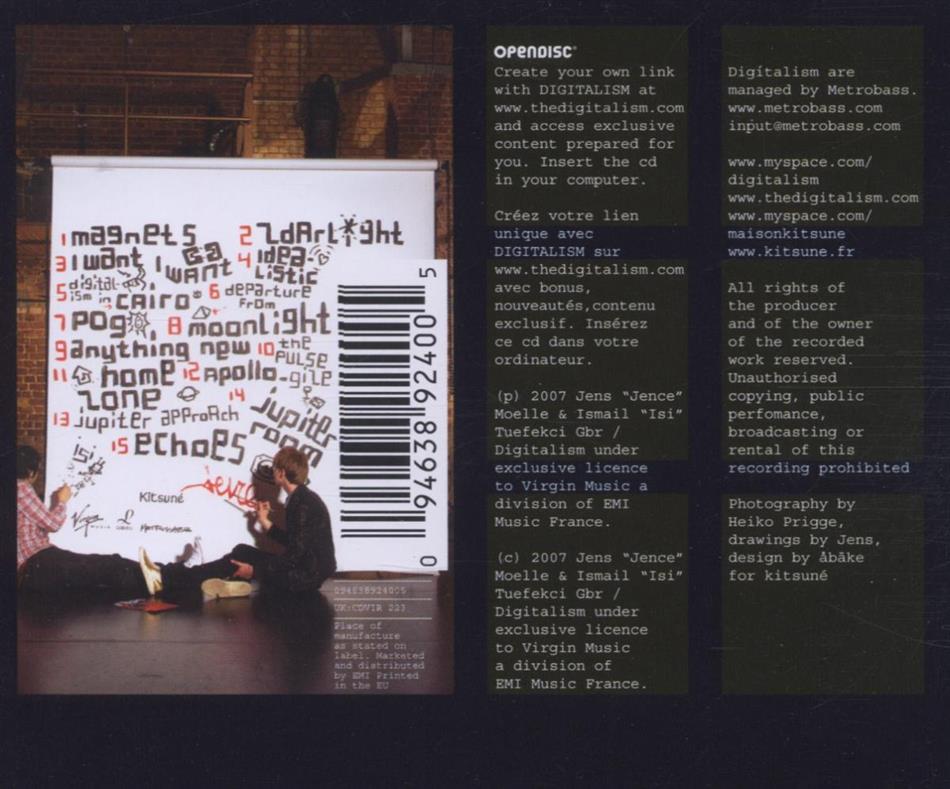 1 magnets 2 Zdarlight
3 I want I want 4 Idealistic
5 digitalism in cairo 6 departure from
7 pogo 8 moonlight
9 anything new 10 the pulse
11 home zone 12 Apollo-gize
13 jupiter approach 14 jupiter room
15 echoes
isi
Jence
Kitsuné
Virgin
LABELS
METROBASS
0 94638 92400 5
094638924005
UK:CDVIR 223
Place of
manufacture
as stated on
label. Marketed
and distributed
by EMI Printed
in the EU
OPENDISC®
Create your own link
with DIGITALISM at
www.thedigitalism.com
and access exclusive
content prepared for
you. Insert the cd
in your computer.
Créez votre lien
unique avec
DIGITALISM sur
www.thedigitalism.com
avec bonus,
nouveautés,contenu
exclusif. Insérez
ce cd dans votre
ordinateur.
(p) 2007 Jens “Jence”
Moelle & Ismail “Isi”
Tuefekci Gbr /
Digitalism under
exclusive licence
to Virgin Music a
division of EMI
Music France.
(c) 2007 Jens “Jence”
Moelle & Ismail “Isi”
Tuefekci Gbr /
Digitalism under
exclusive licence
to Virgin Music
a division of
EMI Music France.
Digitalism are
managed by Metrobass.
www.metrobass.com
input@metrobass.com
www.myspace.com/
digitalism
www.thedigitalism.com
www.myspace.com/
maisonkitsune
www.kitsune.fr
All rights of
the producer
and of the owner
of the recorded
work reserved.
Unauthorised
copying, public
perfomance,
broadcasting or
rental of this
recording prohibited
Photography by
Heiko Prigge,
drawings by Jens,
design by åbäke
for kitsuné